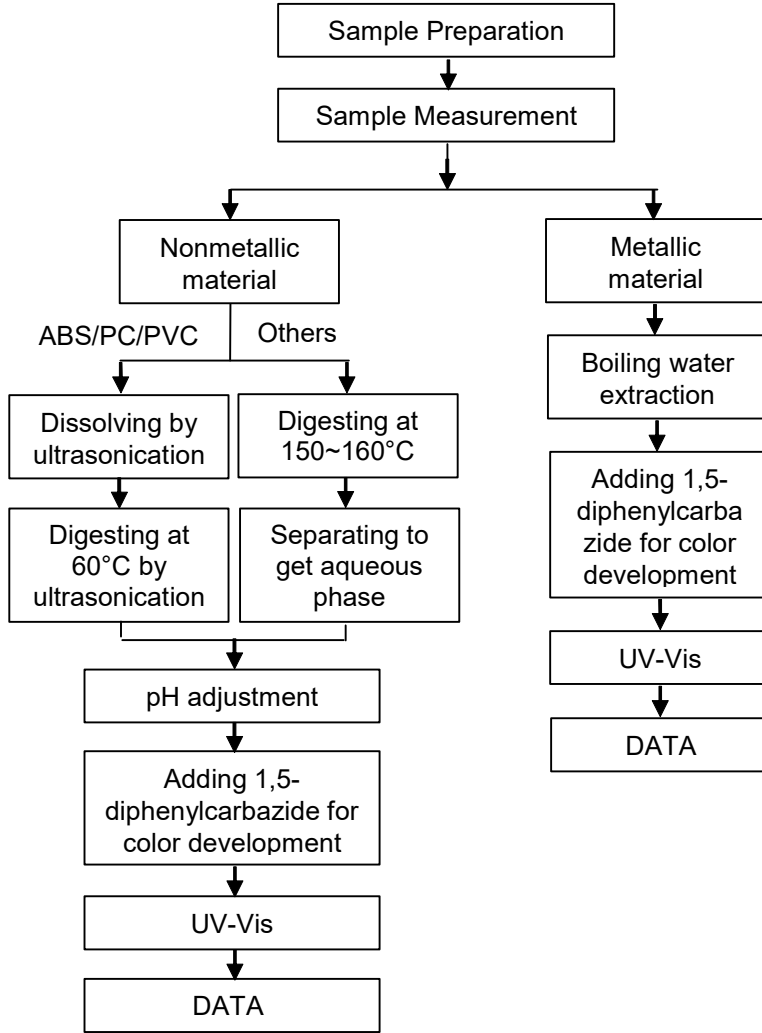 Sample Preparation
Sample Measurement
Nonmetallic
material
Metallic
material
ABS/PC/PVC
Others
Boiling water
extraction
Dissolving by
ultrasonication
Digesting at
150~160°C
Adding 1,5-
diphenylcarba
zide for color
development
Digesting at
60°C by
ultrasonication
Separating to
get aqueous
phase
UV-Vis
pH adjustment
DATA
Adding 1,5-
diphenylcarbazide for
color development
UV-Vis
DATA